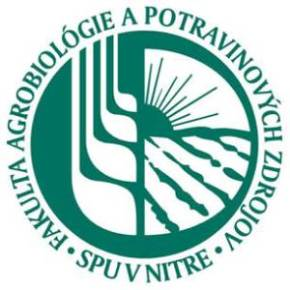 FAKULTA AGROBIOLÓGIE A POTRAVINOVÝCH ZDROJOV
• SPU V NITRE •